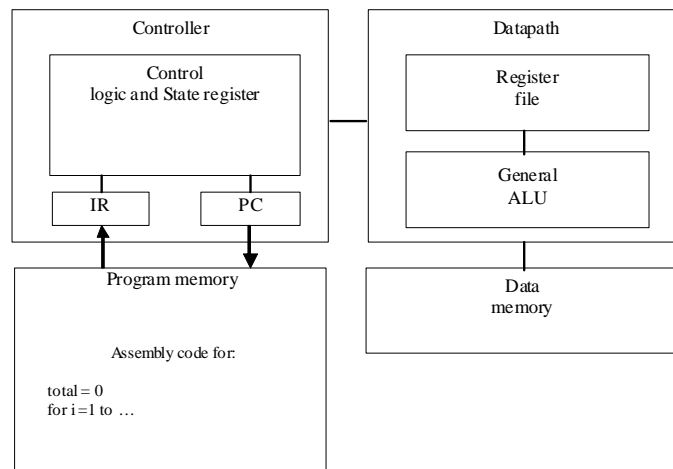 Controller
Control
logic and State register
IR
PC
Datapath
Register
file
General
ALU
Program memory
Assembly code for:
total = 0
for i =1 to …
Data
memory